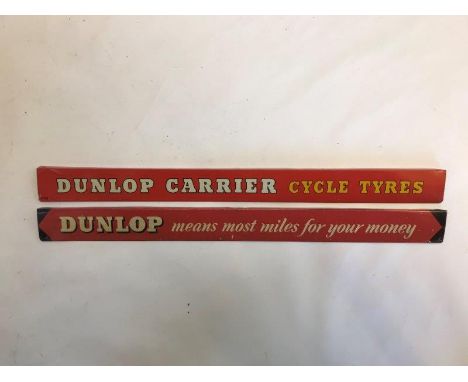 DUNLOP CARRIER CYCLE TYRES
DUNLOP means most miles for your money